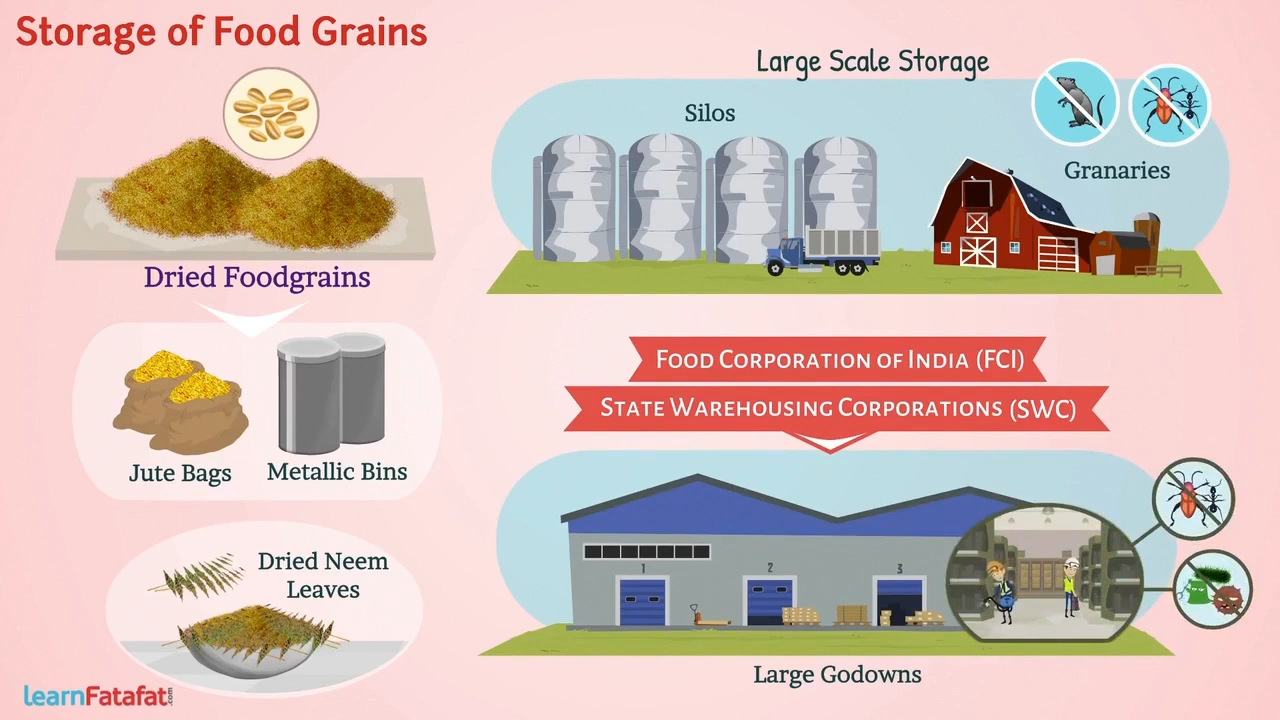 Storage of Food Grains
Dried Foodgrains
Jute Bags
Metallic Bins
Dried Neem
Leaves
learnFatafat.com
Large Scale Storage
Silos
Granaries
FOOD CORPORATION OF INDIA (FCI)
STATE WAREHOUSING CORPORATIONS (SWC)
1
2
3
Large Godowns